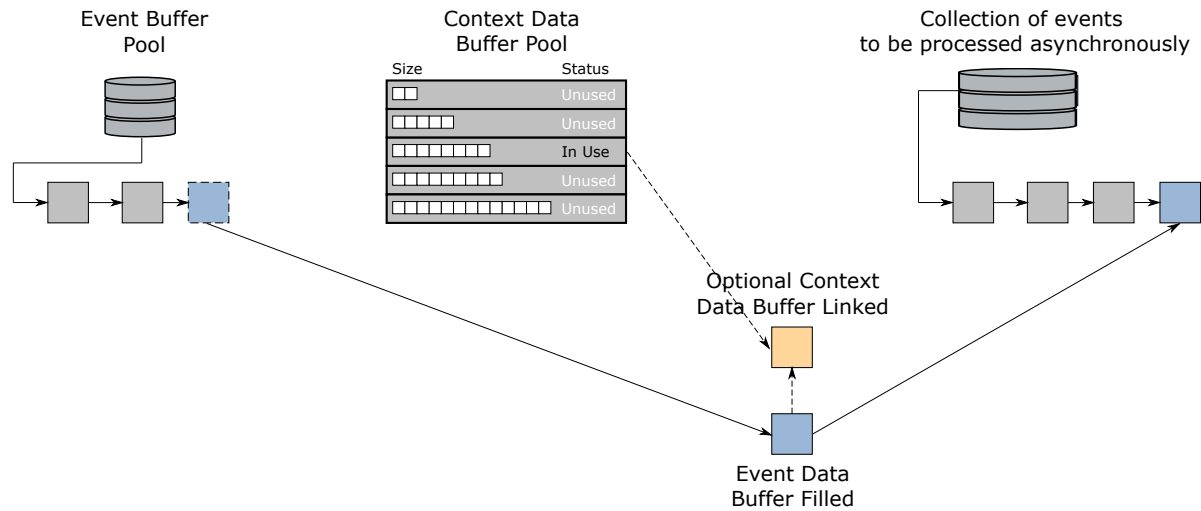 Event Buffer
Pool
Context Data
Buffer Pool
Size Status
Unused
Unused
In Use
Unused
Unused
Collection of events
to be processed asynchronously
Optional Context
Data Buffer Linked
Event Data
Buffer Filled